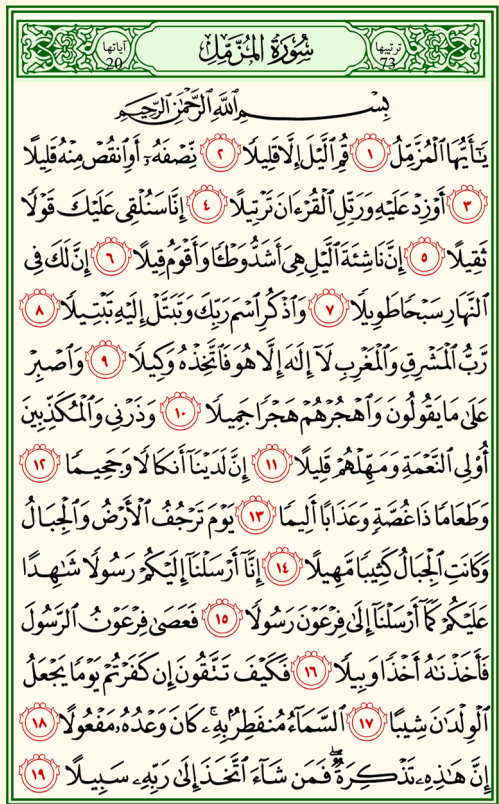 ترتيبها 73 سُورَةُ المُزَّمِّلِ آياتها 20
بِسْمِ ٱللَّهِ ٱلرَّحْمَٰنِ ٱلرَّحِيمِ
يَٰٓأَيُّهَا ٱلْمُزَّمِّلُ ١ قُمِ ٱلَّيْلَ إِلَّا قَلِيلًا ٢ نِّصْفَهُۥٓ أَوِ ٱنقُصْ مِنْهُ قَلِيلًا
٣ أَوْ زِدْ عَلَيْهِ وَرَتِّلِ ٱلْقُرْءَانَ تَرْتِيلًا ٤ إِنَّا سَنُلْقِى عَلَيْكَ قَوْلًا
ثَقِيلًا ٥ إِنَّ نَاشِئَةَ ٱلَّيْلِ هِىَ أَشَدُّ وَطْـًٔا وَأَقْوَمُ قِيلًا ٦ إِنَّ لَكَ فِى
ٱلنَّهَارِ سَبْحًا طَوِيلًا ٧ وَٱذْكُرِ ٱسْمَ رَبِّكَ وَتَبَتَّلْ إِلَيْهِ تَبْتِيلًا ٨
رَّبُّ ٱلْمَشْرِقِ وَٱلْمَغْرِبِ لَآ إِلَٰهَ إِلَّا هُوَ فَٱتَّخِذْهُ وَكِيلًا ٩ وَٱصْبِرْ
عَلَىٰ مَا يَقُولُونَ وَٱهْجُرْهُمْ هَجْرًا جَمِيلًا ١٠ وَذَرْنِى وَٱلْمُكَذِّبِينَ
أُو۟لِى ٱلنَّعْمَةِ وَمَهِّلْهُمْ قَلِيلًا ١١ إِنَّ لَدَيْنَآ أَنكَالًا وَجَحِيمًا ١٢
وَطَعَامًا ذَا غُصَّةٍ وَعَذَابًا أَلِيمًا ١٣ يَوْمَ تَرْجُفُ ٱلْأَرْضُ وَٱلْجِبَالُ
وَكَانَتِ ٱلْجِبَالُ كَثِيبًا مَّهِيلًا ١٤ إِنَّآ أَرْسَلْنَآ إِلَيْكُمْ رَسُولًا شَٰهِدًا
عَلَيْكُمْ كَمَآ أَرْسَلْنَآ إِلَىٰ فِرْعَوْنَ رَسُولًا ١٥ فَعَصَىٰ فِرْعَوْنُ ٱلرَّسُولَ
فَأَخَذْنَٰهُ أَخْذًا وَبِيلًا ١٦ فَكَيْفَ تَتَّقُونَ إِن كَفَرْتُمْ يَوْمًا يَجْعَلُ
ٱلْوِلْدَٰنَ شِيبًا ١٧ ٱلسَّمَآءُ مُنفَطِرٌۢ بِهِۦ ۚ كَانَ وَعْدُهُۥ مَفْعُولًا ١٨
إِنَّ هَٰذِهِۦ تَذْكِرَةٌ ۖ فَمَن شَآءَ ٱتَّخَذَ إِلَىٰ رَبِّهِۦ سَبِيلًا ١٩